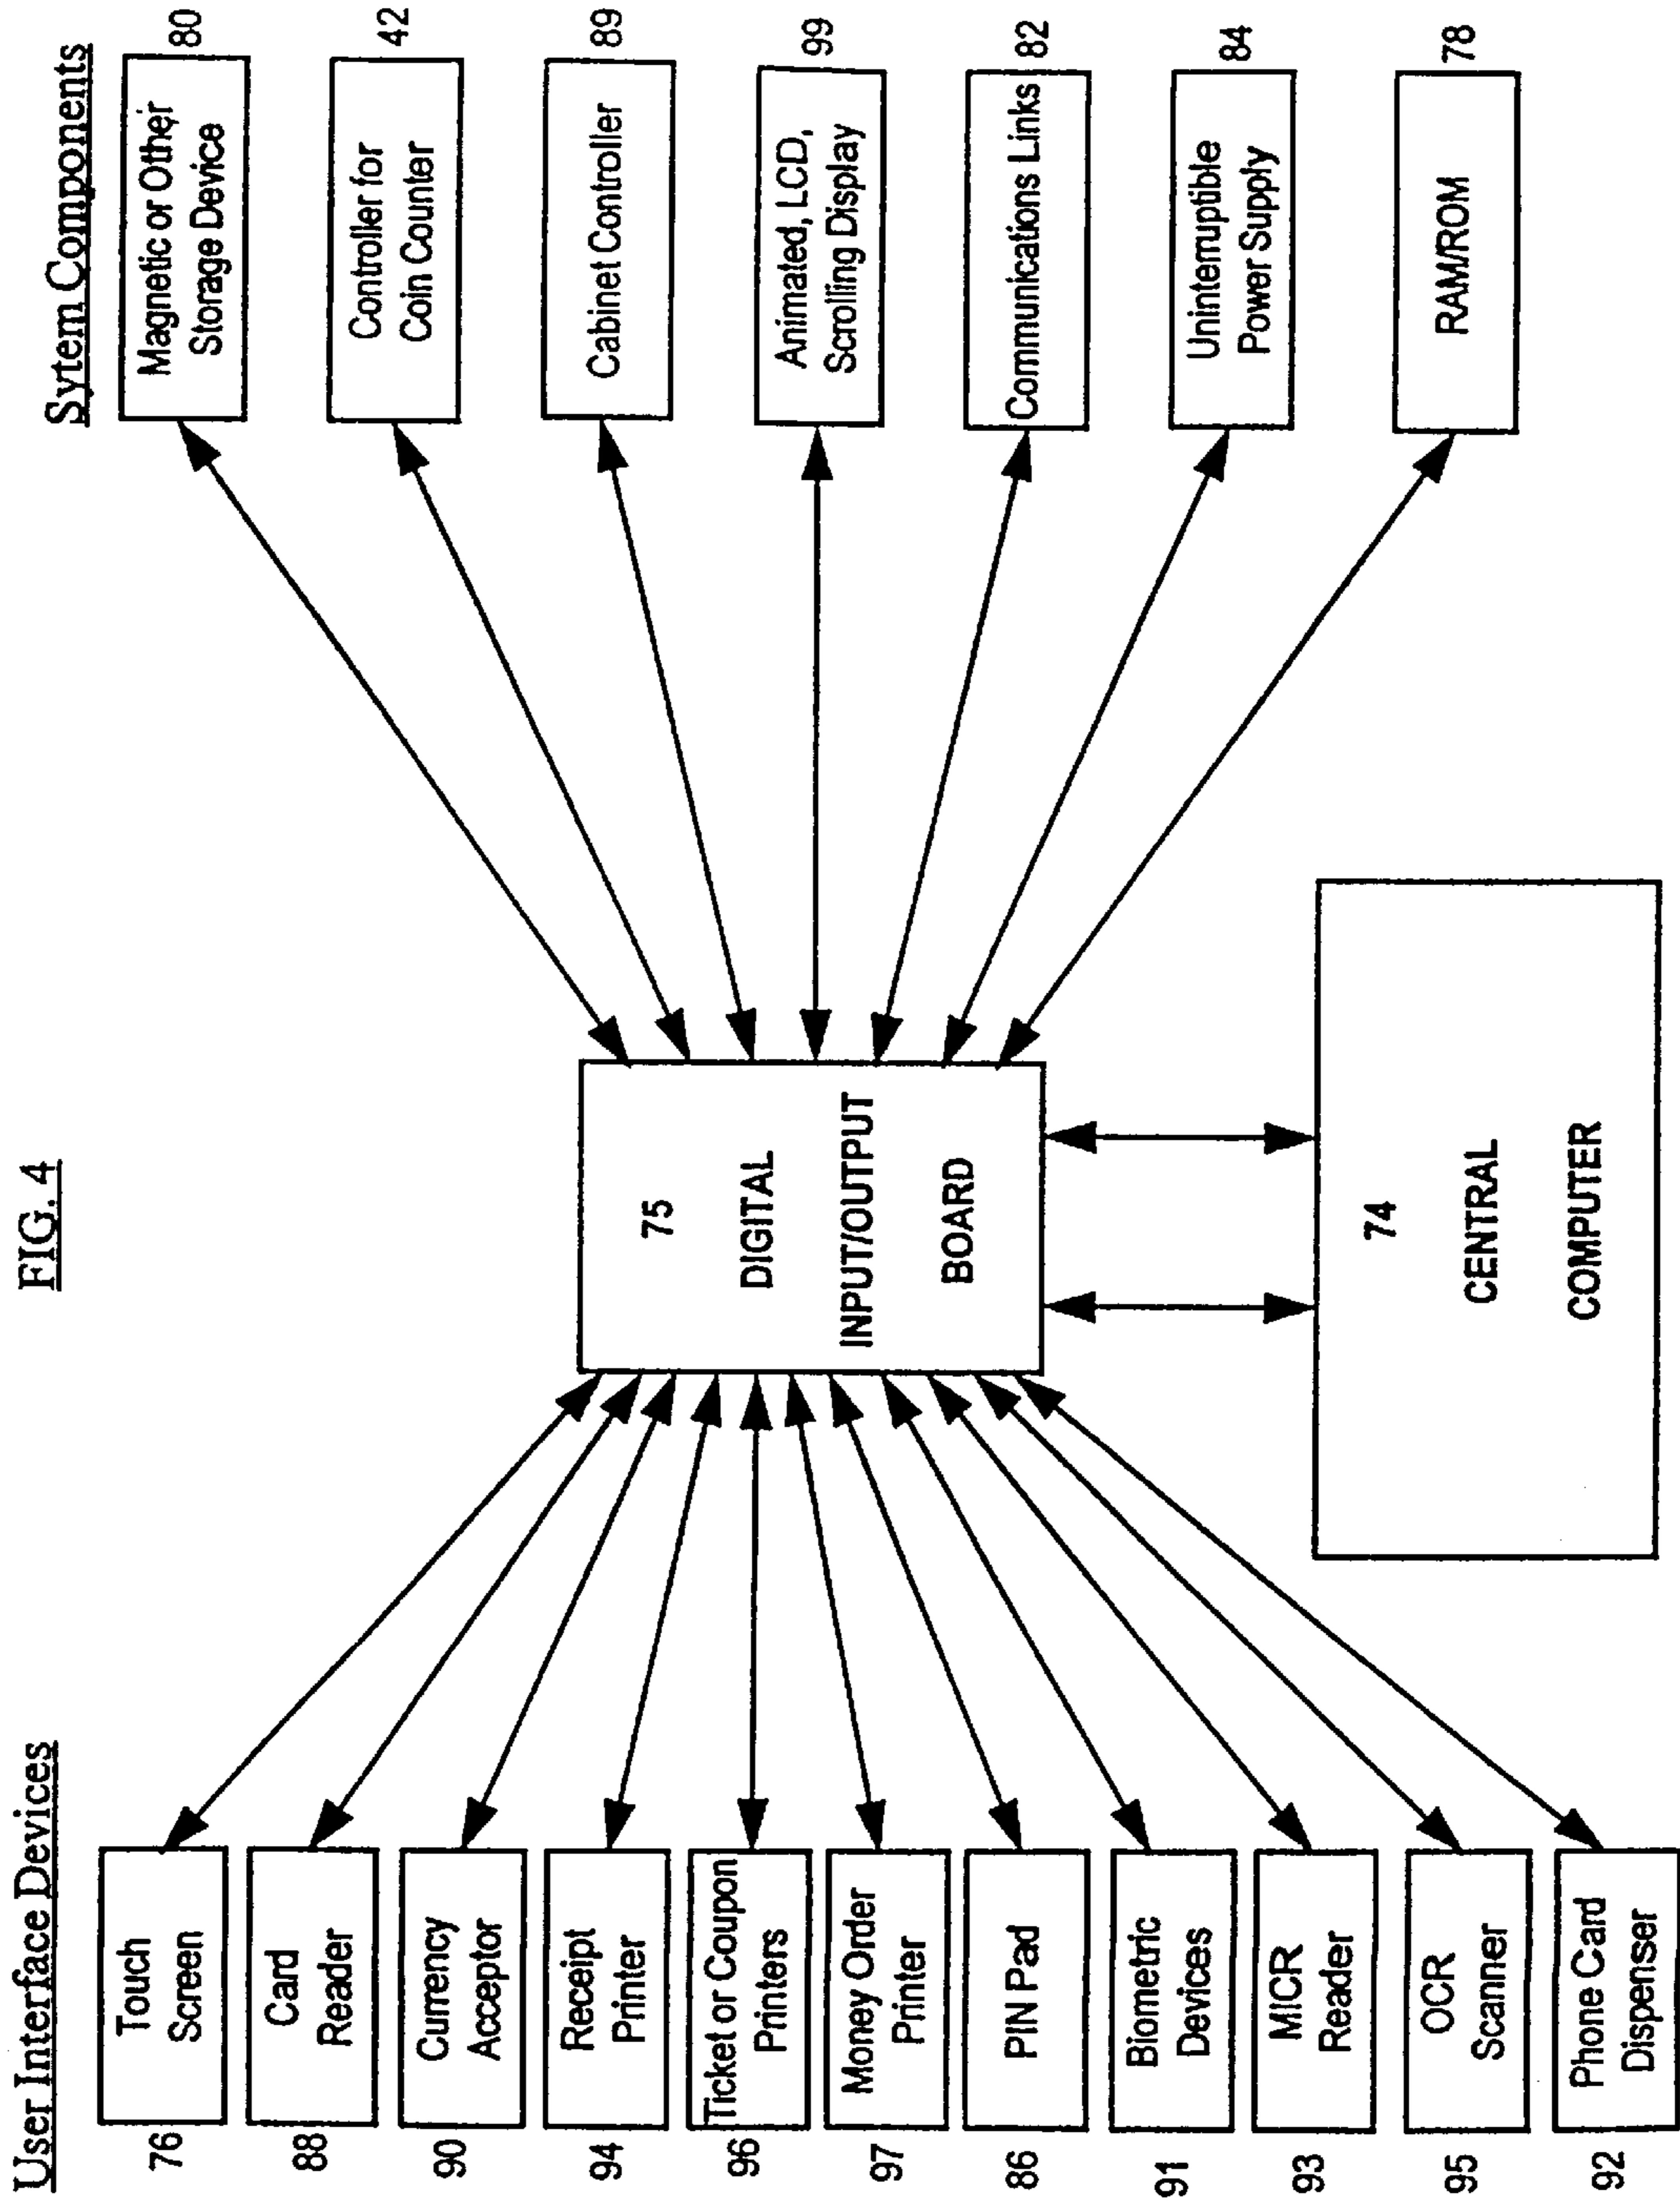 FIG. 4
User Interface Devices
76
Touch
Screen
88
Card
Reader
90
Currency
Acceptor
94
Receipt
Printer
96
Ticket or Coupon
Printers
97
Money Order
Printer
86
PIN Pad
91
Biometric
Devices
93
MICR
Reader
95
OCR
Scanner
92
Phone Card
Dispenser
75
DIGITAL
INPUT/OUTPUT
BOARD
74
CENTRAL
COMPUTER
Sytem Components
Magnetic or Other
Storage Device
80
Controller for
Coin Counter
42
Cabinet Controller
89
Animated, LCD,
Scrolling Display
99
Communications Links
82
Uninterruptible
Power Supply
84
RAM/ROM
78